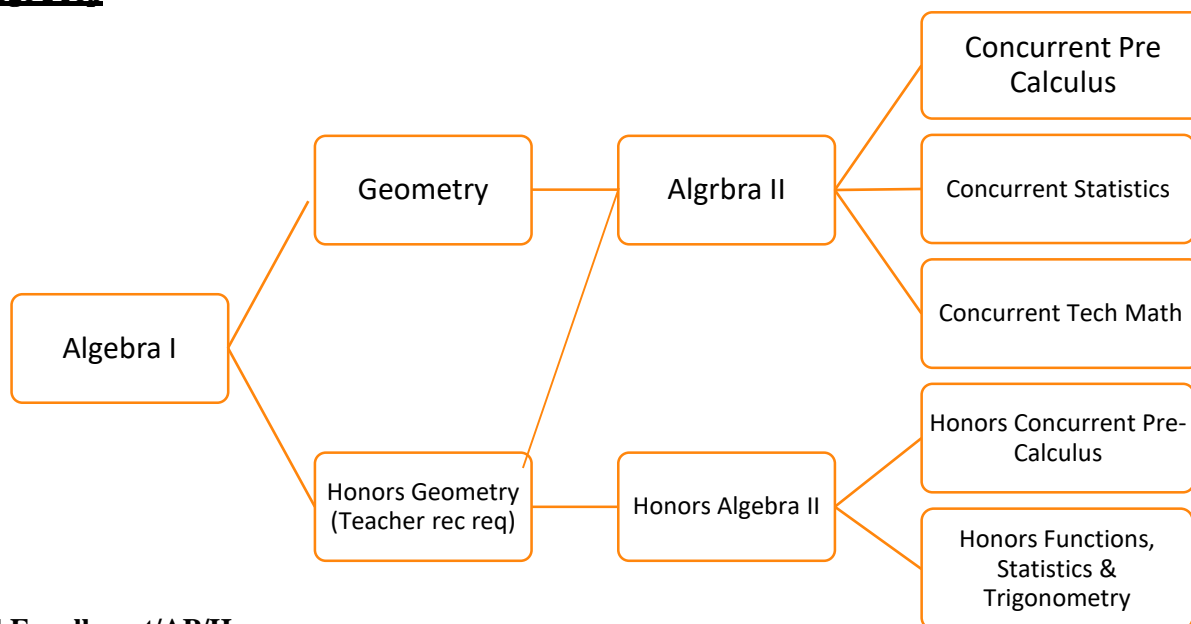 Concurrent Pre
Calculus
Geometry
Algrbra II
Concurrent Statistics
Concurrent Tech Math
Algebra I
Honors Concurrent Pre-
Calculus
Honors Geometry
(Teacher rec req)
Honors Algebra II
Honors Functions,
Statistics &
Trigonometry